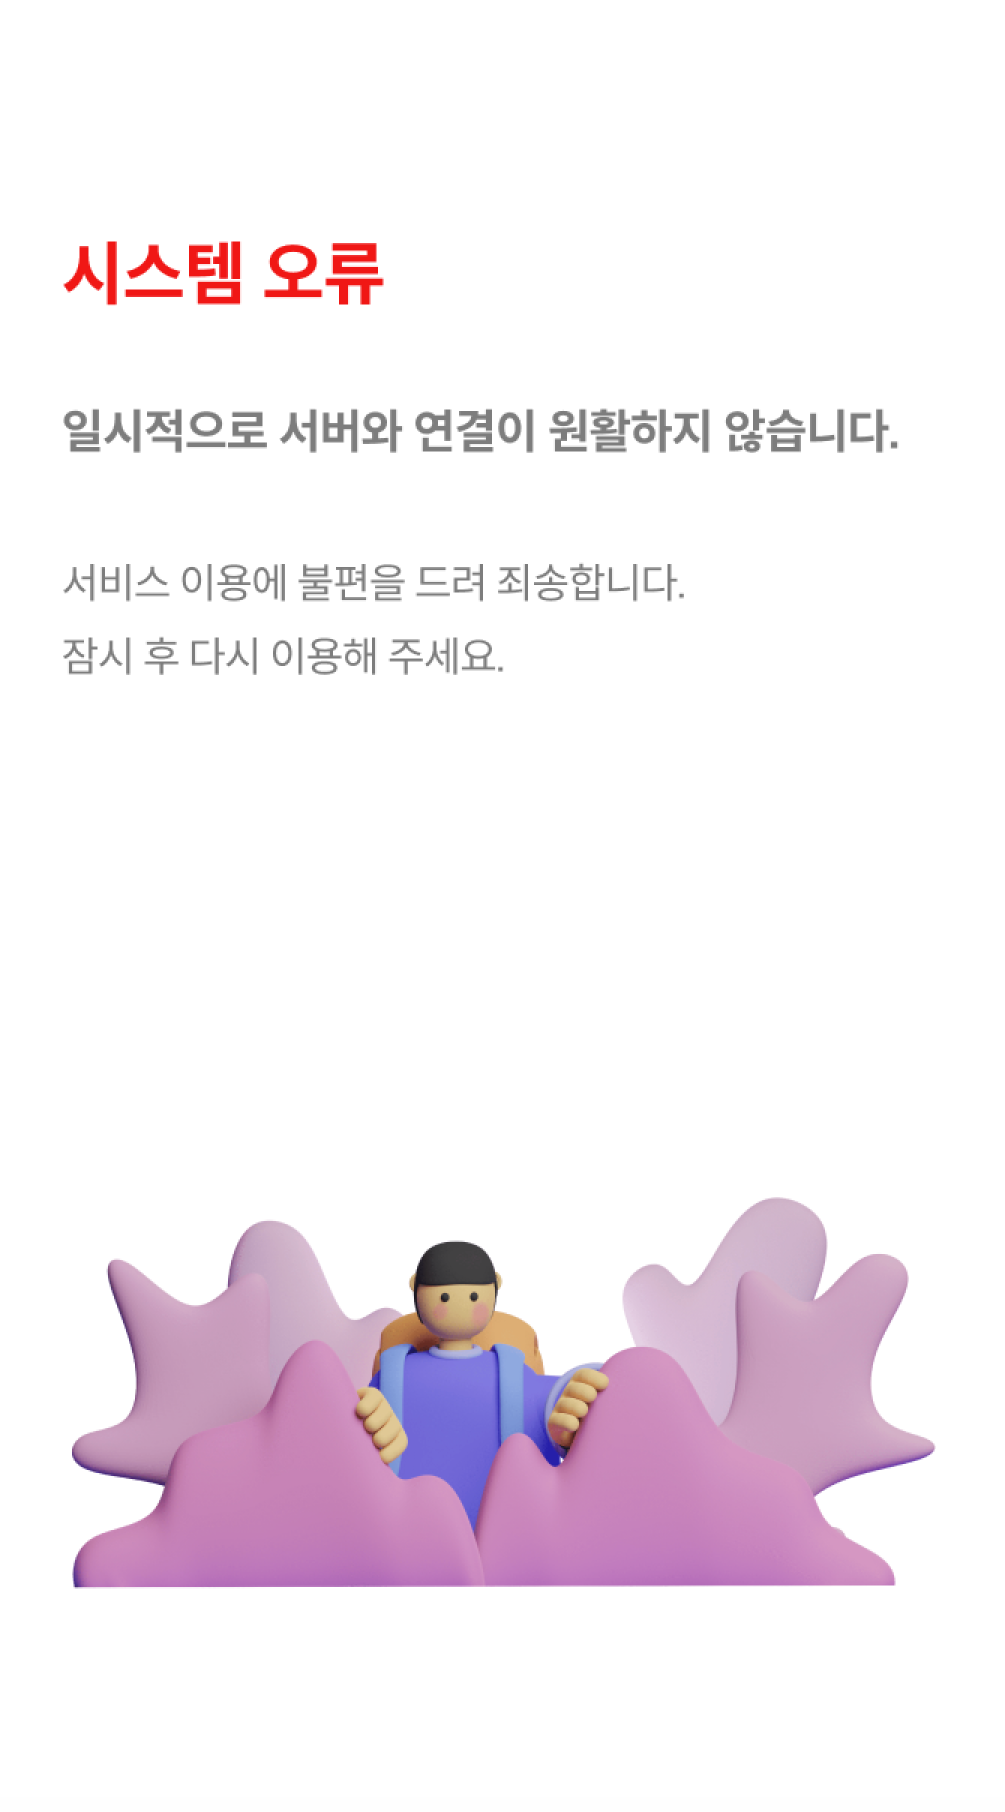 시스템 오류
일시적으로 서버와 연결이 원활하지 않습니다.
서비스 이용에 불편을 드려 죄송합니다.
잠시 후 다시 이용해 주세요.